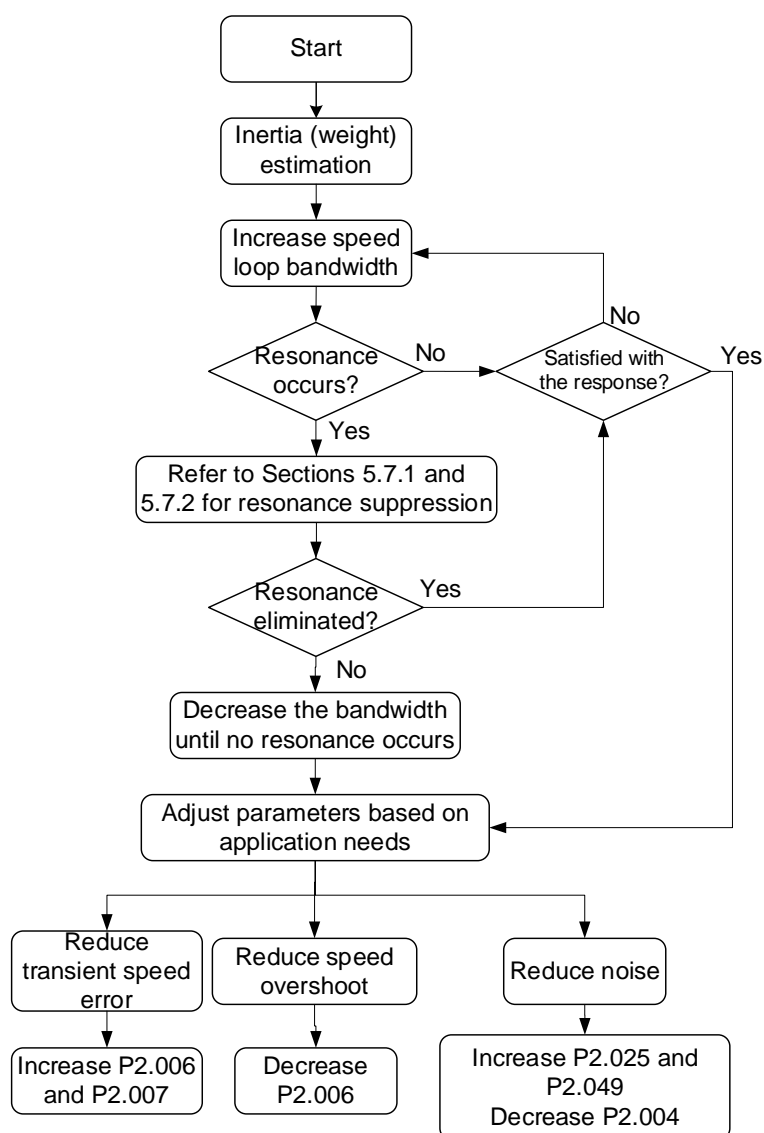 Start
Inertia (weight)
estimation
Increase speed
loop bandwidth
No
Resonance
occurs?
No
Satisfied with
the response?
Yes
Yes
Refer to Sections 5.7.1 and
5.7.2 for resonance suppression
Resonance
eliminated?
Yes
No
Decrease the bandwidth
until no resonance occurs
Adjust parameters based on
application needs
Reduce
transient speed
error
Reduce speed
overshoot
Reduce noise
Increase P2.006
and P2.007
Decrease
P2.006
Increase P2.025 and
P2.049
Decrease P2.004